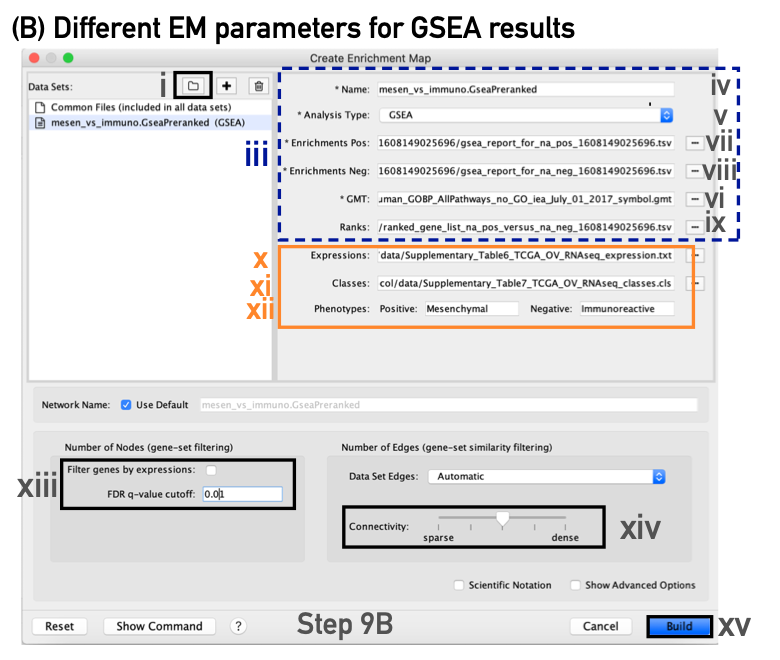 (B) Different EM parameters for GSEA results
Create Enrichment Map
Data Sets:
i
Common Files (included in all data sets)
mesen_vs_immuno.GseaPreranked (GSEA)
iii
* Name: mesen_vs_immuno.GseaPreranked iv
* Analysis Type: GSEA v
* Enrichments Pos: 1608149025696/gsea_report_for_na_pos_1608149025696.tsv ... vii
* Enrichments Neg: 1608149025696/gsea_report_for_na_neg_1608149025696.tsv ... viii
* GMT: uman_GOBP_AllPathways_no_GO_iea_July_01_2017_symbol.gmt ... vi
Ranks: /ranked_gene_list_na_pos_versus_na_neg_1608149025696.tsv ... ix
x Expressions: data/Supplementary_Table6_TCGA_OV_RNAseq_expression.txt ...
xi Classes: col/data/Supplementary_Table7_TCGA_OV_RNAseq_classes.cls ...
xii Phenotypes: Positive: Mesenchymal Negative: Immunoreactive
Network Name: Use Default mesen_vs_immuno.GseaPreranked
Number of Nodes (gene-set filtering)
xiii Filter genes by expressions:
FDR q-value cutoff: 0.01
Number of Edges (gene-set similarity filtering)
Data Set Edges: Automatic
Connectivity:
sparse dense
xiv
Scientific Notation Show Advanced Options
Reset Show Command ? Step 9B Cancel Build xv